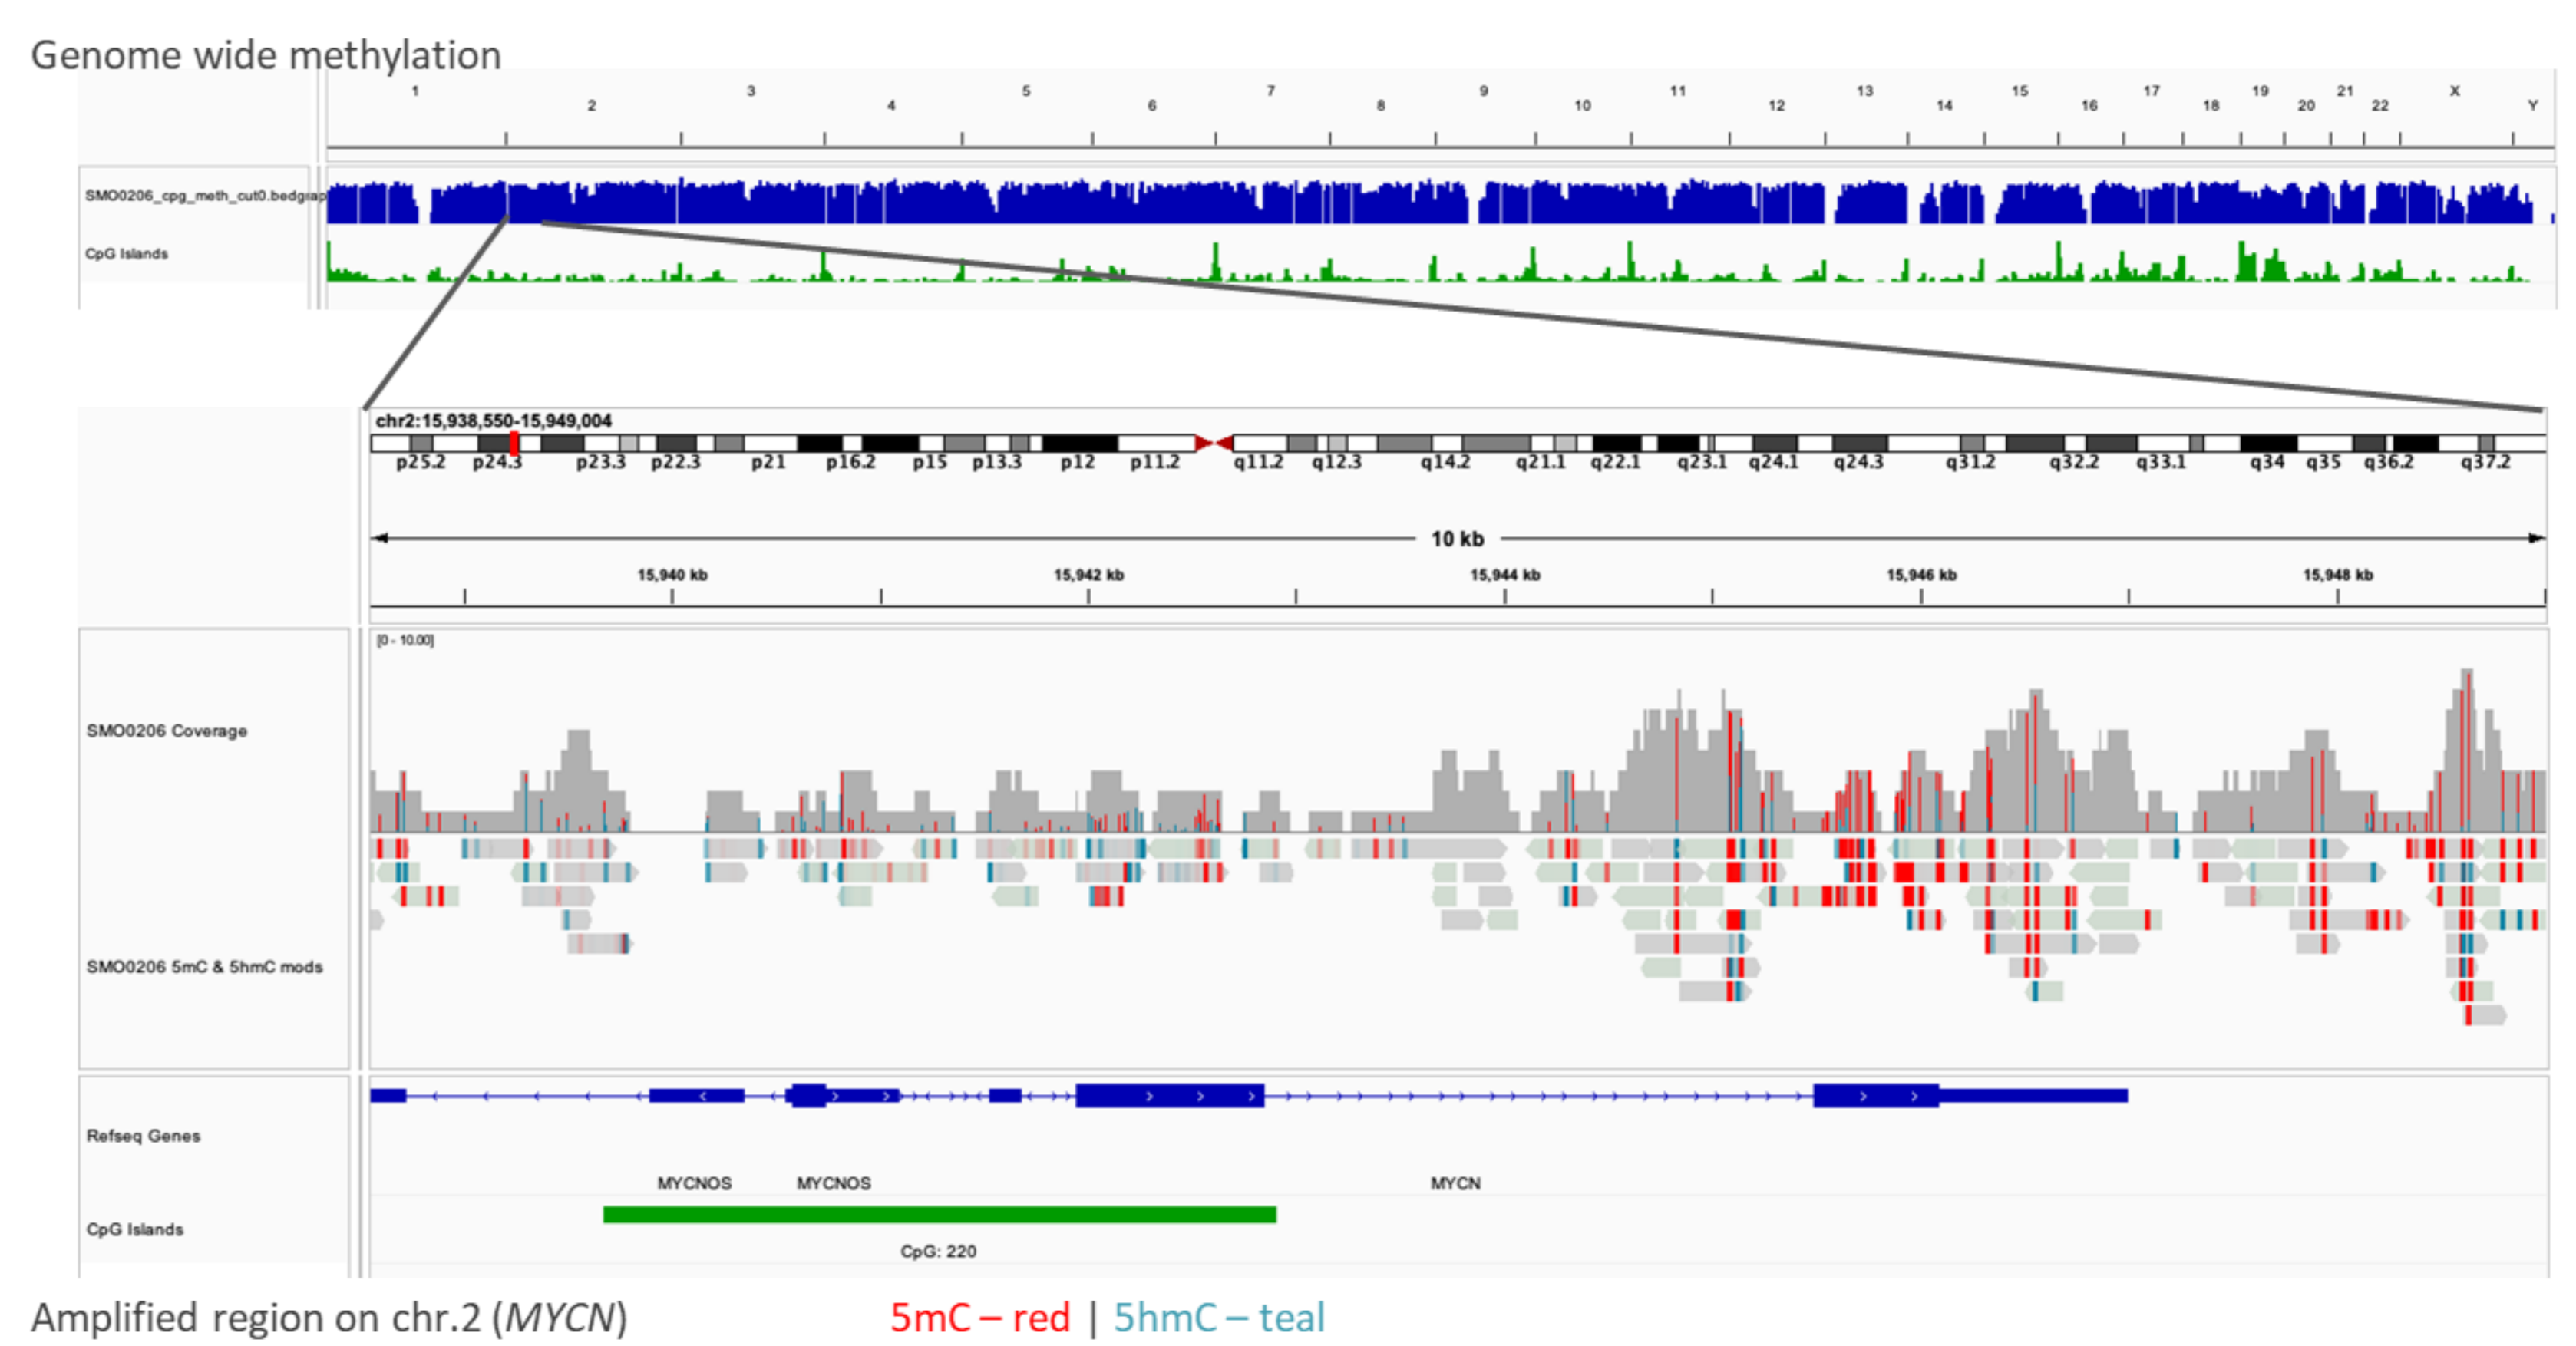 Genome wide methylation
1 2 3 4 5 6 7 8 9 10 11 12 13 14 15 16 17 18 19 20 21 22 X Y
SMO0206_cpg_meth_cut0.bedgrap
CpG Islands
chr2:15,938,550-15,949,004
p25.2 p24.3 p23.3 p22.3 p21 p16.2 p15 p13.3 p12 p11.2 q11.2 q12.3 q14.2 q21.1 q22.1 q23.1 q24.1 q24.3 q31.2 q32.2 q33.1 q34 q35 q36.2 q37.2
10 kb
15,940 kb 15,942 kb 15,944 kb 15,946 kb 15,948 kb
[0 - 10.00]
SMO0206 Coverage
SMO0206 5mC & 5hmC mods
Refseq Genes
MYCNOS MYCNOS MYCN
CpG Islands
CpG: 220
Amplified region on chr.2 (MYCN) 5mC – red | 5hmC – teal